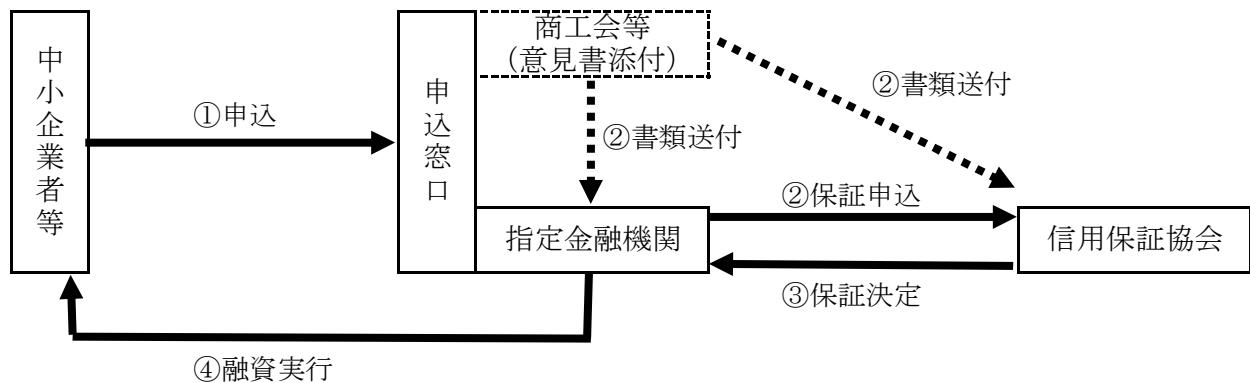 中小企業者等
①申込
申込窓口
商工会等
（意見書添付）
②書類送付
②書類送付
指定金融機関
②保証申込
③保証決定
信用保証協会
④融資実行